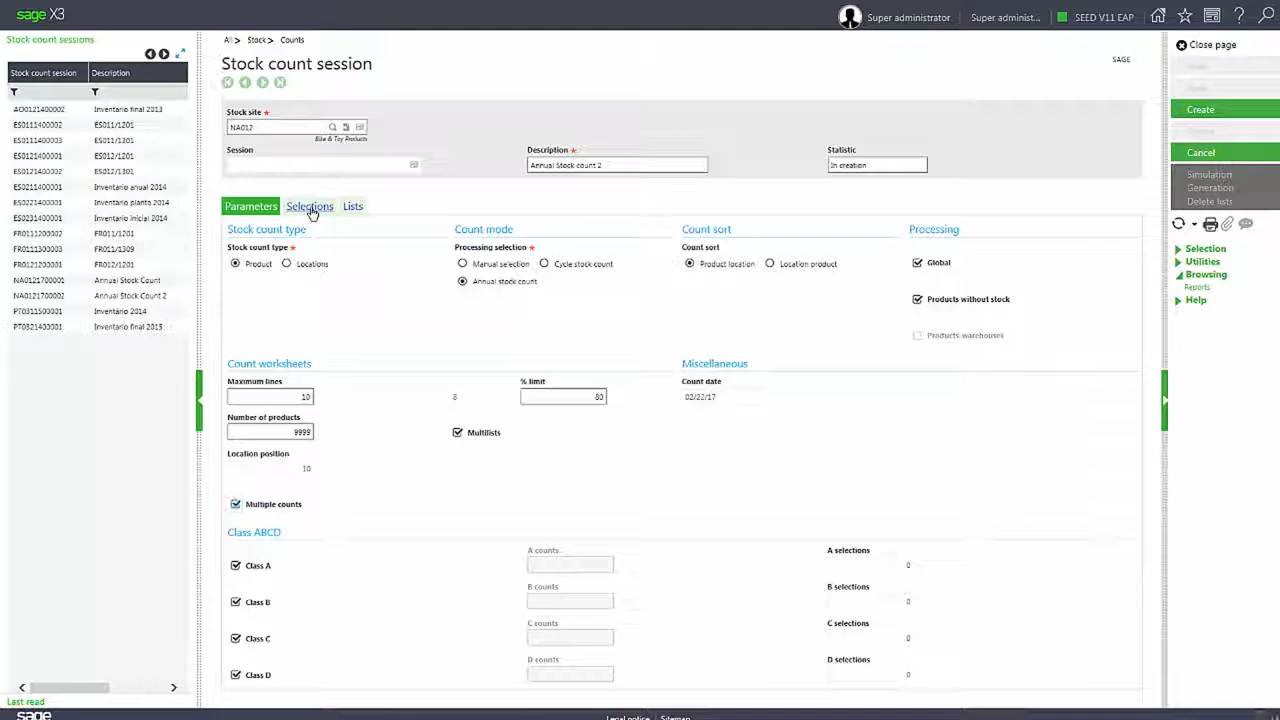 sage X3
Super administrator
Super administ...
SEED V11 EAP
Stock count sessions
Stock count session Description
AO0121400002 Inventario final 2013
ES0111400002 ES011/1201
ES0111400003 ES011/1301
ES0121400001 ES012/1201
ES0121400002 ES012/1301
ES0211400001 Inventario anual 2014
ES0221400001 Inventario planta 2014
ES0231400001 Inventario inicial 2014
FR0111300002 FR011/1201
FR0111300003 FR011/1309
FR0121200001 FR012/1201
NA0121700001 Annual Stock Count
NA0121700002 Annual Stock Count 2
PT0311500001 Inventário 2014
PT0321400001 Inventario final 2015
Last read
All > Stock > Counts
Stock count session
SAGE
Stock site *
NA012
Bike & Toy Products
Session Description * Statistic
Annual Stock count 2 In creation
Parameters Selections Lists
Stock count type Count mode Count sort Processing
Stock count type * Processing selection * Count sort
Product Locations Manual selection Cycle stock count Product location Location product Global
Annual stock count
Products without stock
Products warehouses
Count worksheets Miscellaneous
Maximum lines % limit Count date
10 8 80 02/22/17
Number of products
9999 Multilists
Location position
10
Multiple counts
Class ABCD
A counts A selections
Class A 0
B counts B selections
Class B 0
C counts C selections
Class C 0
D counts D selections
Class D 0
Close page
Create
Cancel
Simulation
Generation
Delete lists
Selection
Utilities
Browsing
Reports
Help
sage
Legal policy | Sitemap